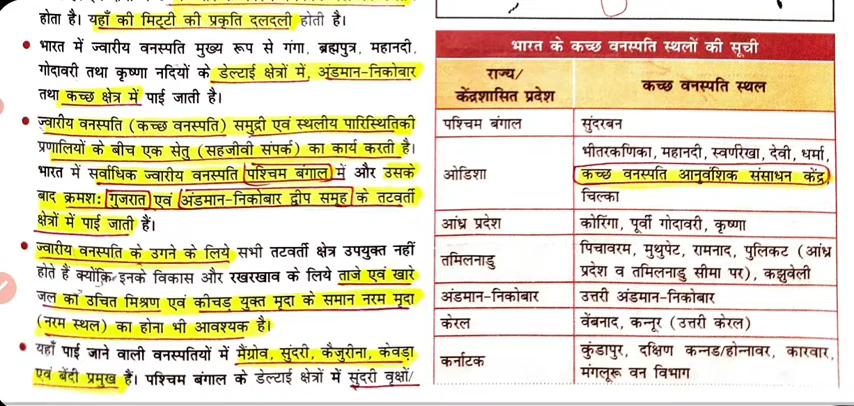 होता है। यहाँ की मिट्टी की प्रकृति दलदली होती है।
• भारत में ज्वारीय वनस्पति मुख्य रूप से गंगा, ब्रह्मपुत्र, महानदी,
गोदावरी तथा कृष्णा नदियों के डेल्टाई क्षेत्रों में, अंडमान-निकोबार
तथा कच्छ क्षेत्र में पाई जाती है।
• ज्वारीय वनस्पति (कच्छ वनस्पति) समुद्री एवं स्थलीय पारिस्थितिकी
प्रणालियों के बीच एक सेतु (सहजीवी संपर्क) का कार्य करती है।
भारत में सर्वाधिक ज्वारीय वनस्पति पश्चिम बंगाल में और उसके
बाद क्रमशः गुजरात एवं अंडमान-निकोबार द्वीप समूह के तटवर्ती
क्षेत्रों में पाई जाती हैं।
• ज्वारीय वनस्पति के उगने के लिये सभी तटवर्ती क्षेत्र उपयुक्त नहीं
होते हैं क्योंकि इनके विकास और रखरखाव के लिये ताजे एवं खारे
जल का उचित मिश्रण एवं कीचड़ युक्त मृदा के समान नरम मृदा
(नरम स्थल) का होना भी आवश्यक है।
• यहाँ पाई जाने वाली वनस्पतियों में मैंग्रोव, सुंदरी, कैजुरीना, केवड़ा
एवं बेंदी प्रमुख हैं। पश्चिम बंगाल के डेल्टाई क्षेत्रों में सुंदरी वृक्षों/
भारत के कच्छ वनस्पति स्थलों की सूची
राज्य/
केंद्रशासित प्रदेश
कच्छ वनस्पति स्थल
पश्चिम बंगाल
सुंदरबन
ओडिशा
भीतरकणिका, महानदी, स्वर्णरेखा, देवी, धर्मा,
कच्छ वनस्पति आनुवंशिक संसाधन केंद्र
चिल्का
आंध्र प्रदेश
कोरिंगा, पूर्वी गोदावरी, कृष्णा
तमिलनाडु
पिचावरम, मुथुपेट, रामनाद, पुलिकट (आंध्र
प्रदेश व तमिलनाडु सीमा पर), कझुवेली
अंडमान-निकोबार
उत्तरी अंडमान-निकोबार
केरल
वेंबनाद, कन्नूर (उत्तरी केरल)
कर्नाटक
कुंडापुर, दक्षिण कन्नड/होन्नावर, कारवार,
मंगलूरू वन विभाग